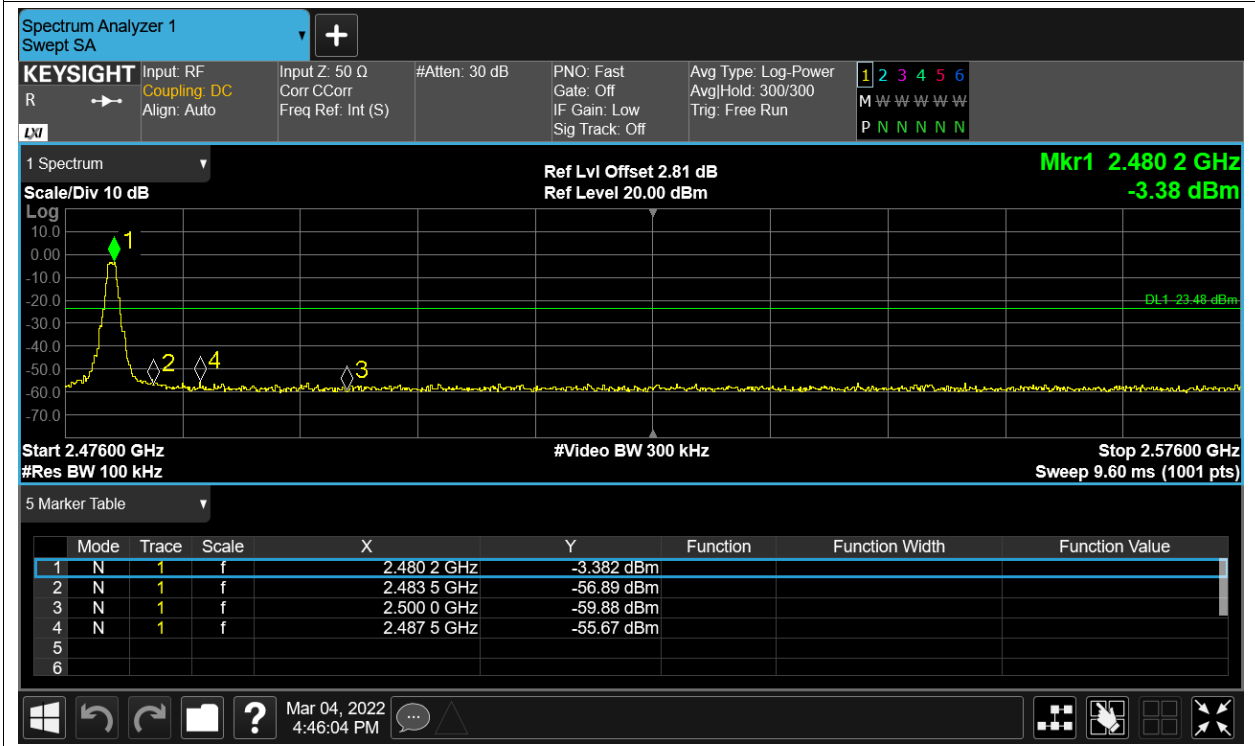 Spectrum Analyzer 1
Swept SA
+
KEYSIGHT Input: RF Input Z: 50 Ω #Atten: 30 dB PNO: Fast Avg Type: Log-Power 1 2 3 4 5 6
R Coupling: DC Corr CCorr Gate: Off Avg|Hold: 300/300 M W W W W W
Align: Auto Freq Ref: Int (S) IF Gain: Low Trig: Free Run
LXI Sig Track: Off P N N N N N
1 Spectrum Ref Lvl Offset 2.81 dB Mkr1 2.480 2 GHz
Scale/Div 10 dB Ref Level 20.00 dBm -3.38 dBm
Log
10.0
1
0.00
-10.0
-20.0 DL1 -23.48 dBm
-30.0
-40.0
2 4 3
-50.0
-60.0
-70.0
Start 2.47600 GHz #Video BW 300 kHz Stop 2.57600 GHz
#Res BW 100 kHz Sweep 9.60 ms (1001 pts)
5 Marker Table
Mode Trace Scale X Y Function Function Width Function Value
1 N 1 f 2.480 2 GHz -3.382 dBm
2 N 1 f 2.483 5 GHz -56.89 dBm
3 N 1 f 2.500 0 GHz -59.88 dBm
4 N 1 f 2.487 5 GHz -55.67 dBm
5
6
? Mar 04, 2022
4:46:04 PM